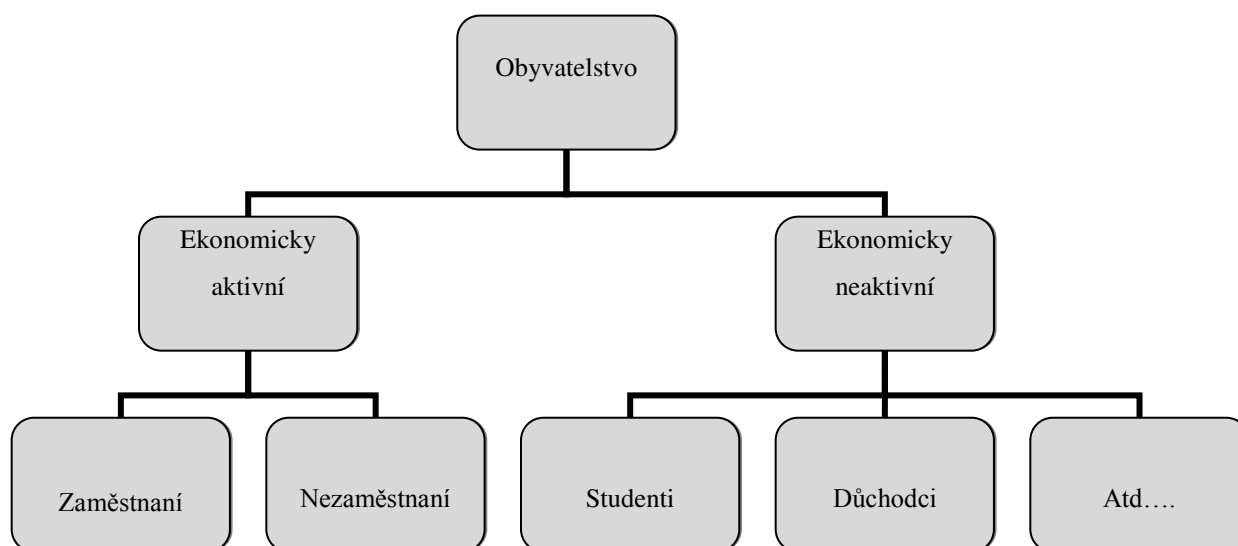 Obyvatelstvo
Ekonomicky
aktivní
Ekonomicky
neaktivní
Zaměstnaní
Nezaměstnaní
Studenti
Důchodci
Atd….